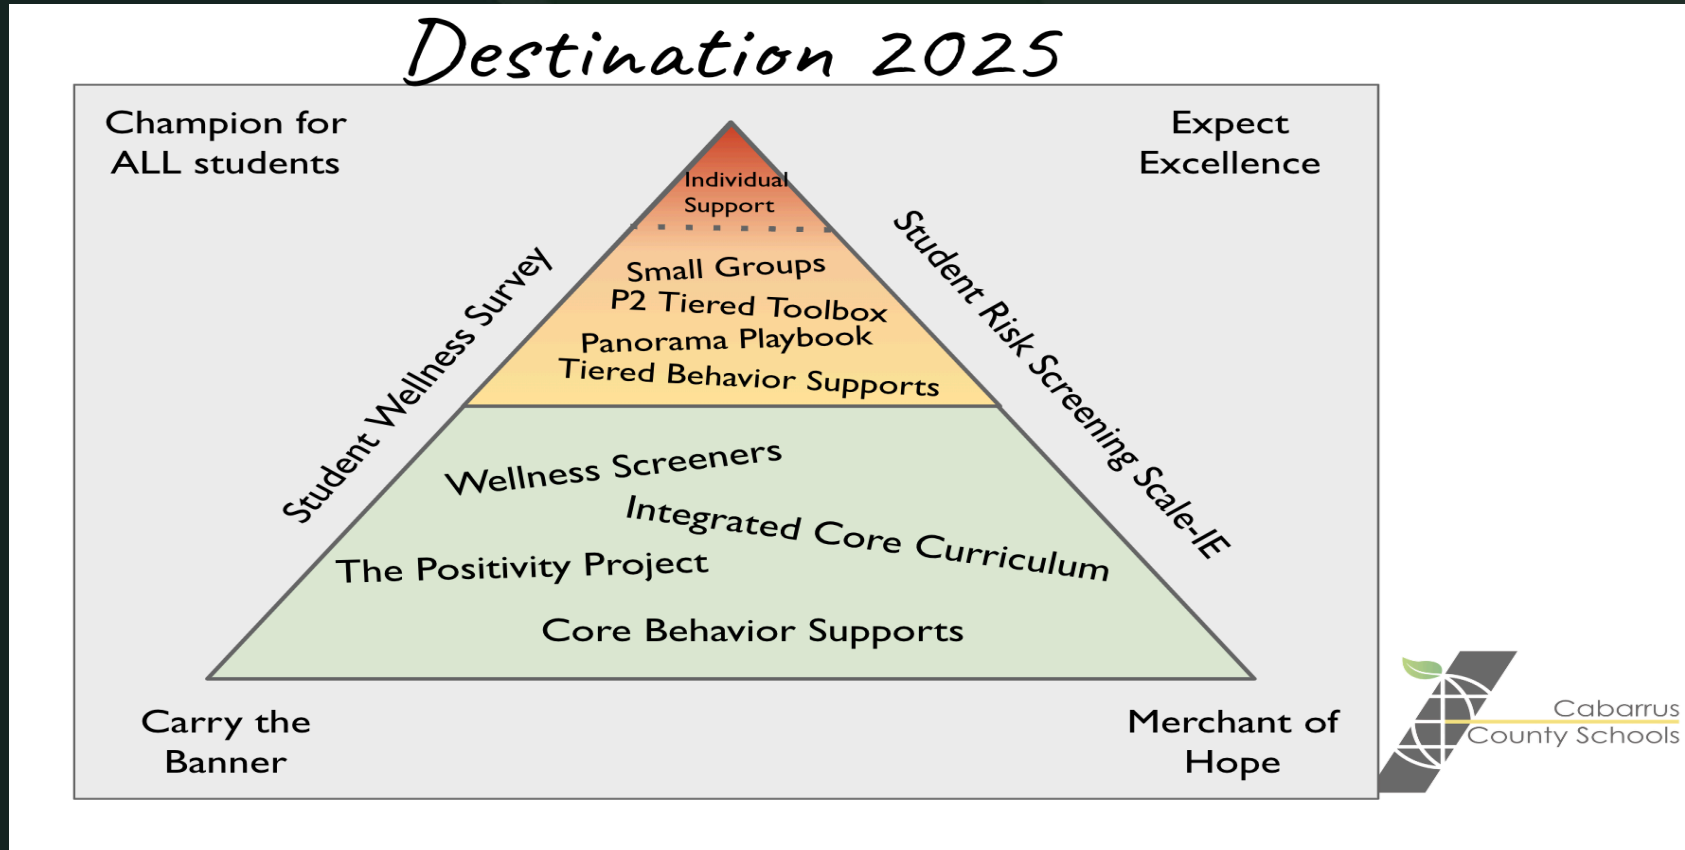 Destination 2025
Champion for
ALL students
Expect
Excellence
Individual
Support
Student Wellness Survey
Student Risk Screening Scale-IE
Small Groups
P2 Tiered Toolbox
Panorama Playbook
Tiered Behavior Supports
Wellness Screeners
Integrated Core Curriculum
The Positivity Project
Core Behavior Supports
Carry the
Banner
Merchant of
Hope
Cabarrus
County Schools